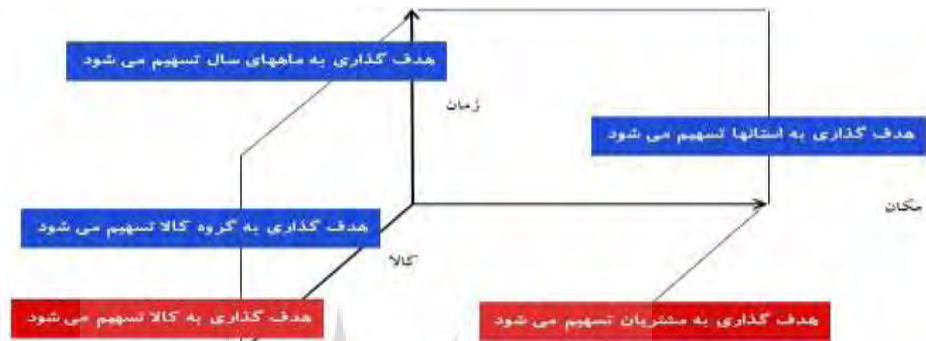 هدف گذاری به ماههای سال تسهیم می شود
زمان
هدف گذاری به استانها تسهیم می شود
مکان
هدف گذاری به گروه کالا تسهیم می شود
کالا
هدف گذاری به مشتریان تسهیم می شود
هدف گذاری به کالا تسهیم می شود